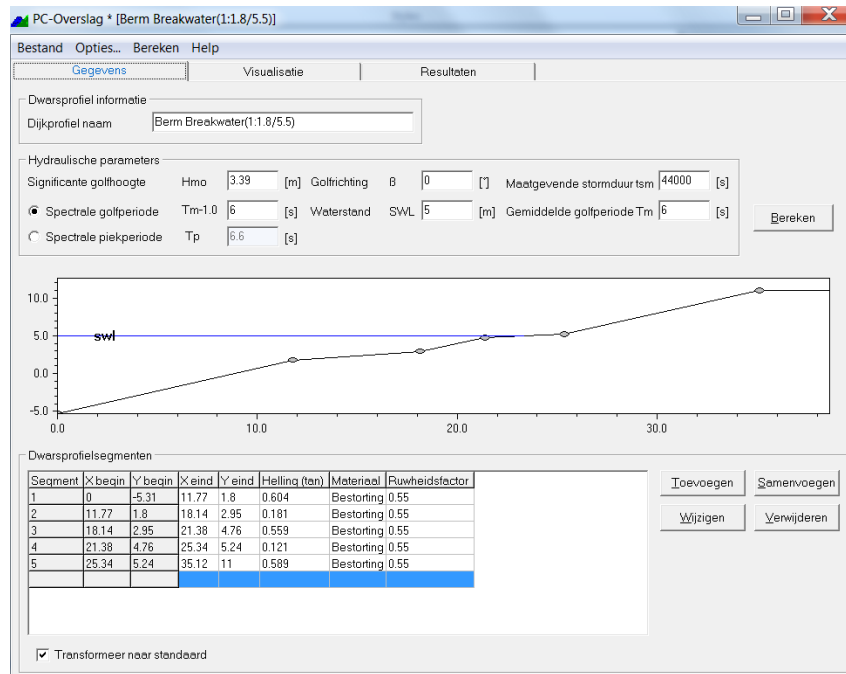 PC-Overslag * [Berm Breakwater(1:1.8/5.5)]
Bestand Opties... Bereken Help
Gegevens Visualisatie Resultaten
Dwarsprofiel informatie
Dijkprofiel naam Berm Breakwater(1:1.8/5.5)
Hydraulische parameters
Significante golfhoogte Hmo 3.39 [m] Golfrichting ß 0 [°] Maatgevende stormduur tsm 44000 [s]
Spectrale golfperiode Tm-1.0 6 [s] Waterstand SWL 5 [m] Gemiddelde golfperiode Tm 6 [s] Bereken
Spectrale piekperiode Tp 6.6 [s]
10.0
5.0 swl
0.0
-5.0
0.0 10.0 20.0 30.0
Dwarsprofielsegmenten
Segment X begin Y begin X eind Y eind Helling (tan) Materiaal Ruwheidsfactor
1 0 -5.31 11.77 1.8 0.604 Bestorting 0.55
2 11.77 1.8 18.14 2.95 0.181 Bestorting 0.55
3 18.14 2.95 21.38 4.76 0.559 Bestorting 0.55
4 21.38 4.76 25.34 5.24 0.121 Bestorting 0.55
5 25.34 5.24 35.12 11 0.589 Bestorting 0.55
Toevoegen Samenvoegen
Wijzigen Verwijderen
Transformeer naar standaard